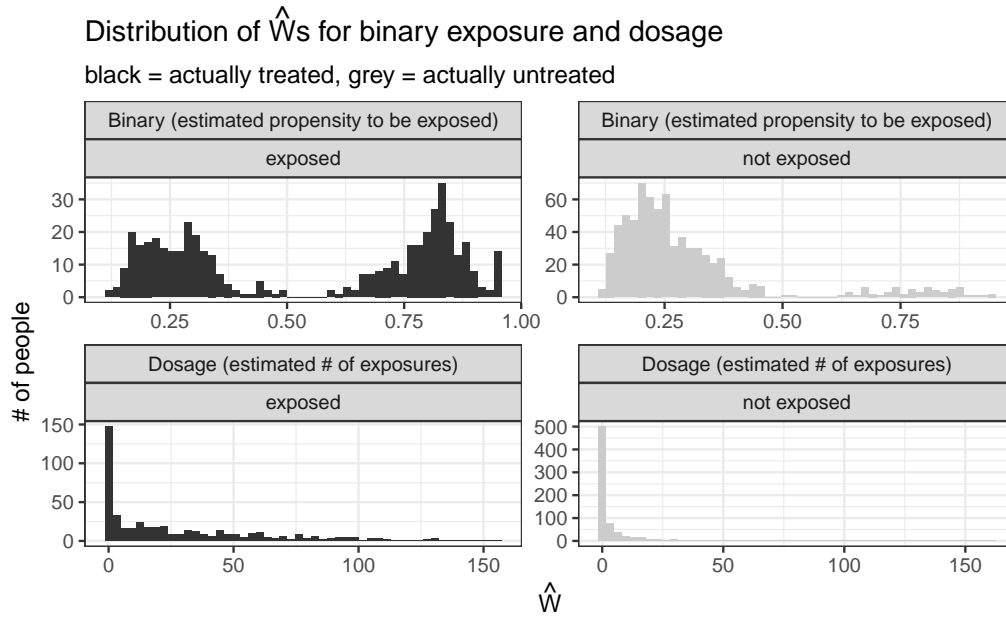 Distribution of Ŵs for binary exposure and dosage
black = actually treated, grey = actually untreated
Binary (estimated propensity to be exposed)
exposed
30
20
10
0
0.25 0.50 0.75 1.00
Binary (estimated propensity to be exposed)
not exposed
60
40
20
0
0.25 0.50 0.75
# of people
Dosage (estimated # of exposures)
exposed
150
100
50
0
0 50 100 150
Dosage (estimated # of exposures)
not exposed
500
400
300
200
100
0
0 50 100 150
Ŵ